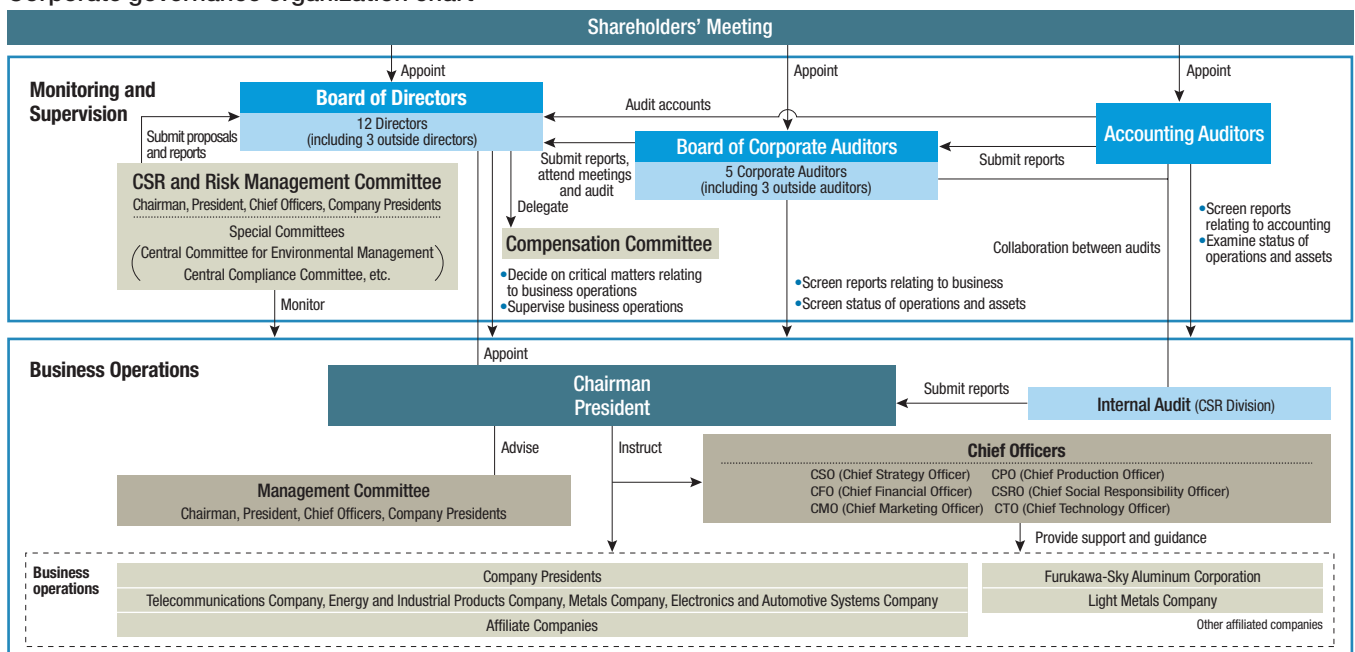 Corporate governance organization chart
Shareholders' Meeting
Appoint
Appoint
Appoint
Monitoring and
Supervision
Board of Directors
12 Directors
(including 3 outside directors)
Audit accounts
Board of Corporate Auditors
5 Corporate Auditors
(including 3 outside auditors)
Accounting Auditors
Submit proposals
and reports
Submit reports,
attend meetings
and audit
Submit reports
CSR and Risk Management Committee
Chairman, President, Chief Officers, Company Presidents
Special Committees
(Central Committee for Environmental Management
Central Compliance Committee, etc.)
Delegate
Compensation Committee
•Decide on critical matters relating
to business operations
•Supervise business operations
•Screen reports relating to business
•Screen status of operations and assets
Collaboration between audits
•Screen reports
relating to accounting
•Examine status of
operations and assets
Monitor
Business Operations
Appoint
Chairman
President
Submit reports
Internal Audit (CSR Division)
Advise
Instruct
Management Committee
Chairman, President, Chief Officers, Company Presidents
Chief Officers
CSO (Chief Strategy Officer) CPO (Chief Production Officer)
CFO (Chief Financial Officer) CSRO (Chief Social Responsibility Officer)
CMO (Chief Marketing Officer) CTO (Chief Technology Officer)
Provide support and guidance
Business
operations
Company Presidents
Telecommunications Company, Energy and Industrial Products Company, Metals Company, Electronics and Automotive Systems Company
Affiliate Companies
Furukawa-Sky Aluminum Corporation
Light Metals Company
Other affiliated companies